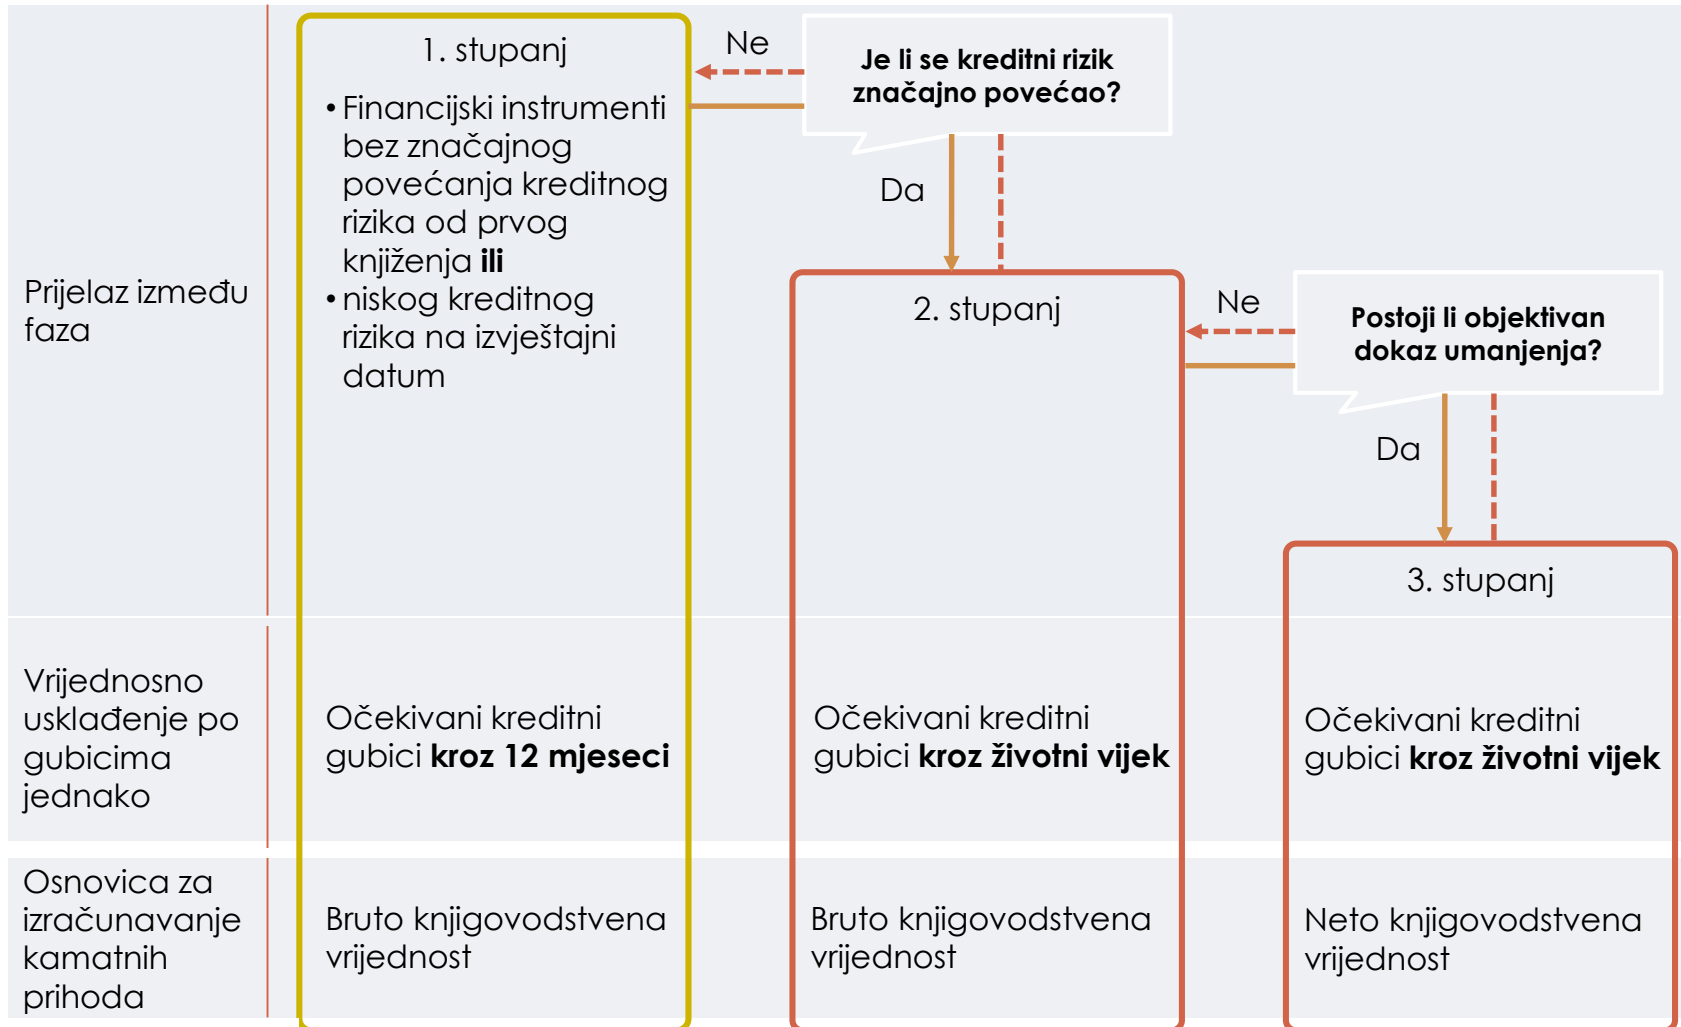 1. stupanj
• Financijski instrumenti
bez značajnog
povećanja kreditnog
rizika od prvog
knjiženja ili
• niskog kreditnog
rizika na izvještajni
datum
Ne
Je li se kreditni rizik
značajno povećao?
Da
Prijelaz između
faza
2. stupanj
Ne
Postoji li objektivan
dokaz umanjenja?
Da
3. stupanj
Vrijednosno
usklađenje po
gubicima
jednako
Očekivani kreditni
gubici kroz 12 mjeseci
Očekivani kreditni
gubici kroz životni vijek
Očekivani kreditni
gubici kroz životni vijek
Osnovica za
izračunavanje
kamatnih
prihoda
Bruto knjigovodstvena
vrijednost
Bruto knjigovodstvena
vrijednost
Neto knjigovodstvena
vrijednost